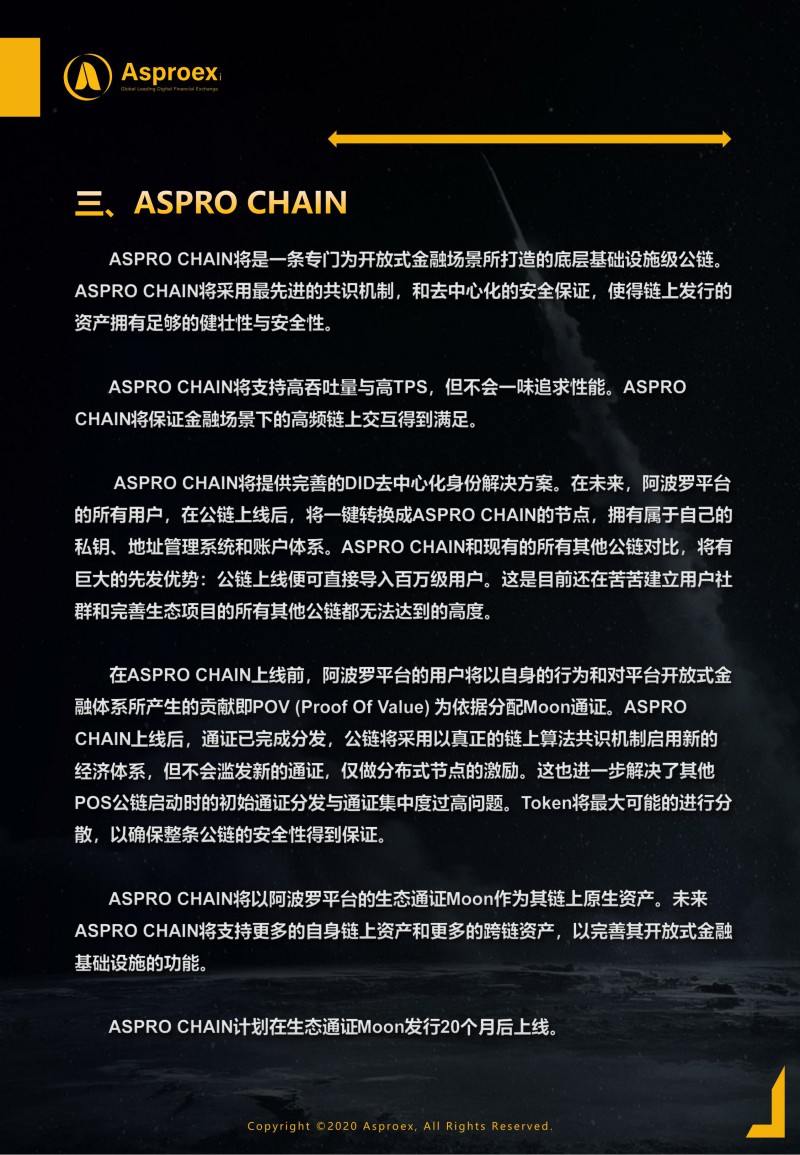 Asproex
Global Leading Digital Financial Exchange
三、ASPRO CHAIN
ASPRO CHAIN将是一条专门为开放式金融场景所打造的底层基础设施级公链。
ASPRO CHAIN将采用最先进的共识机制，和去中心化的安全保证，使得链上发行的
资产拥有足够的健壮性与安全性。
ASPRO CHAIN将支持高吞吐量与高TPS，但不会一味追求性能。ASPRO
CHAIN将保证金融场景下的高频链上交互得到满足。
ASPRO CHAIN将提供完善的DID去中心化身份解决方案。在未来，阿波罗平台
的所有用户，在公链上线后，将一键转换成ASPRO CHAIN的节点，拥有属于自己的
私钥、地址管理系统和账户体系。ASPRO CHAIN和现有的所有其他公链对比，将有
巨大的先发优势：公链上线便可直接导入百万级用户。这是目前还在苦苦建立用户社
群和完善生态项目的所有其他公链都无法达到的高度。
在ASPRO CHAIN上线前，阿波罗平台的用户将以自身的行为和对平台开放式金
融体系所产生的贡献即POV (Proof Of Value) 为依据分配Moon通证。ASPRO
CHAIN上线后，通证已完成分发，公链将采用以真正的链上算法共识机制启用新的
经济体系，但不会滥发新的通证，仅做分布式节点的激励。这也进一步解决了其他
POS公链启动时的初始通证分发与通证集中度过高问题。Token将最大可能的进行分
散，以确保整条公链的安全性得到保证。
ASPRO CHAIN将以阿波罗平台的生态通证Moon作为其链上原生资产。未来
ASPRO CHAIN将支持更多的自身链上资产和更多的跨链资产，以完善其开放式金融
基础设施的功能。
ASPRO CHAIN计划在生态通证Moon发行20个月后上线。
Copyright ©2020 Asproex, All Rights Reserved.